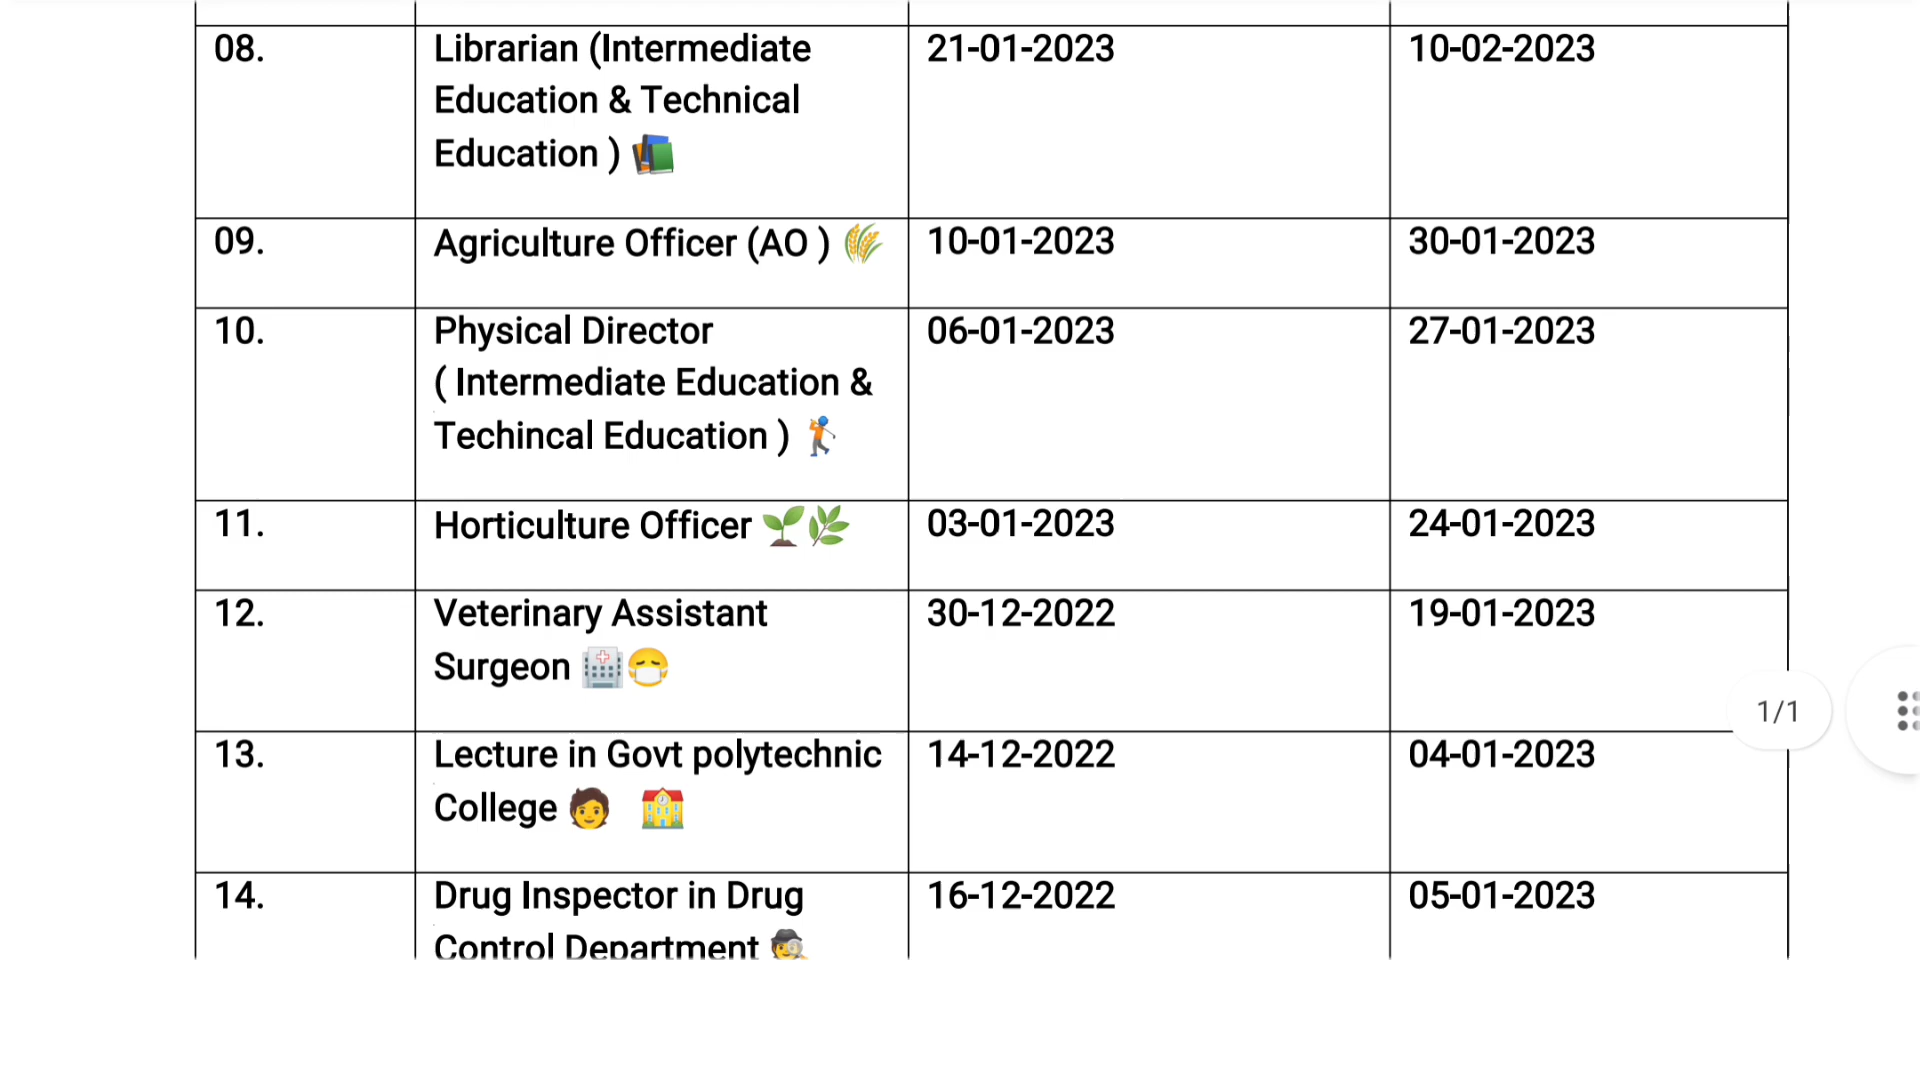 08.
Librarian (Intermediate
Education & Technical
Education )
21-01-2023
10-02-2023
09.
Agriculture Officer (AO )
10-01-2023
30-01-2023
10.
Physical Director
( Intermediate Education &
Techincal Education )
06-01-2023
27-01-2023
11.
Horticulture Officer
03-01-2023
24-01-2023
12.
Veterinary Assistant
Surgeon
30-12-2022
19-01-2023
13.
Lecture in Govt polytechnic
College
14-12-2022
04-01-2023
14.
Drug Inspector in Drug
Control Department
16-12-2022
05-01-2023
1/1